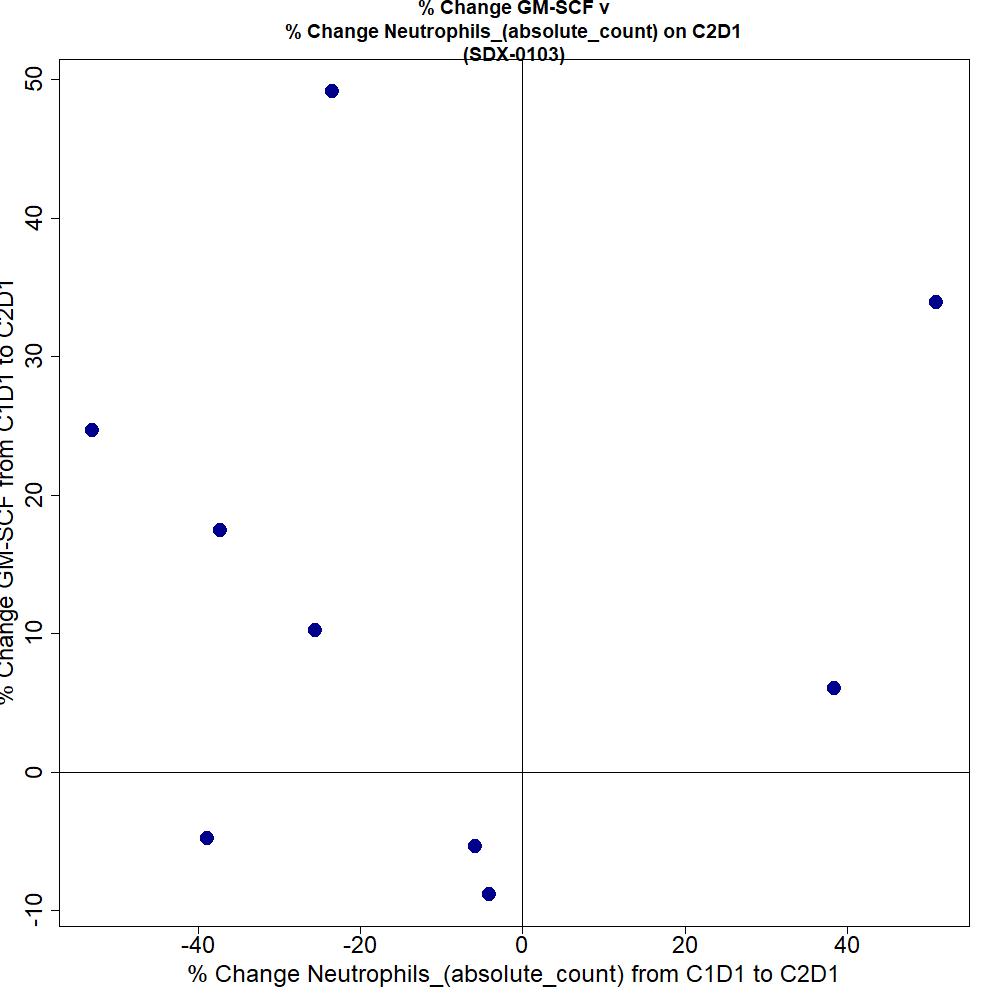 % Change GM-SCF v
% Change Neutrophils_(absolute_count) on C2D1
(SDX-0103)
% Change GM-SCF from C1D1 to C2D1
50
40
30
20
10
0
-10
-40 -20 0 20 40
% Change Neutrophils_(absolute_count) from C1D1 to C2D1